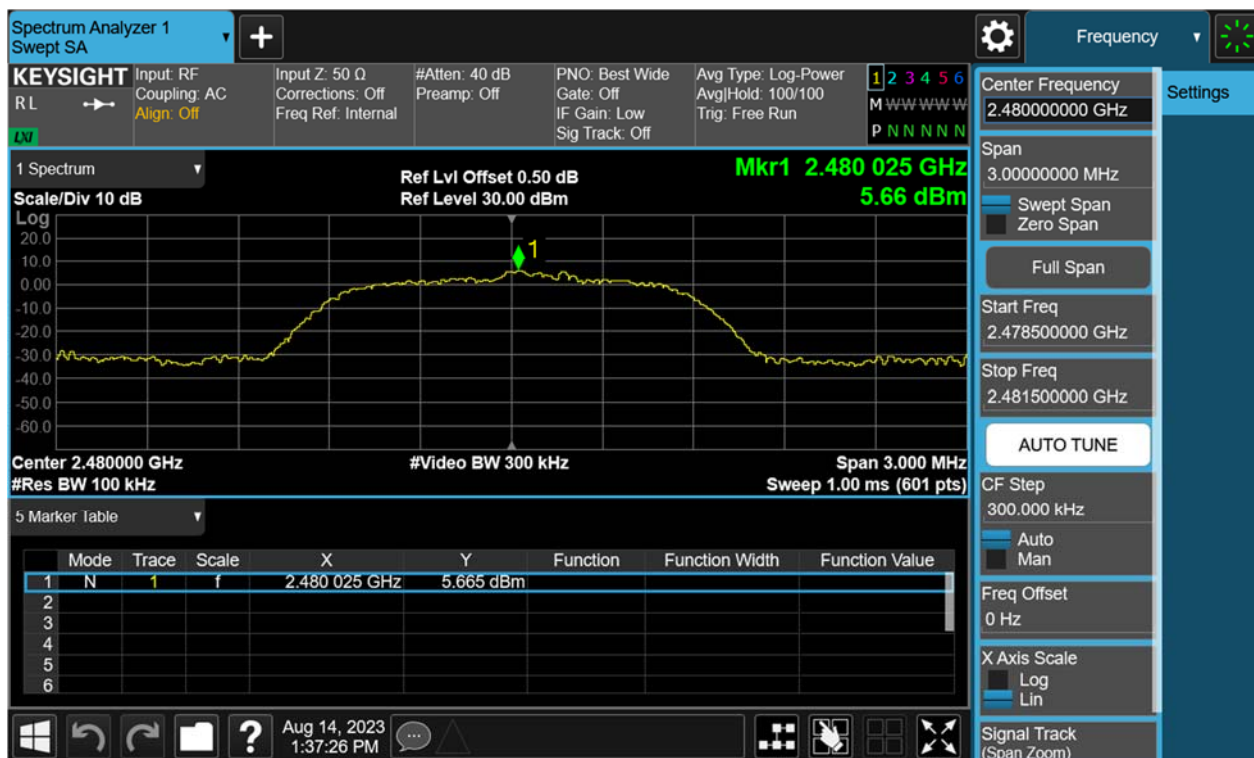 Spectrum Analyzer 1
Swept SA
+
Frequency
KEYSIGHT
R L
LXI
Input: RF
Coupling: AC
Align: Off
Input Z: 50 Ω
Corrections: Off
Freq Ref: Internal
#Atten: 40 dB
Preamp: Off
PNO: Best Wide
Gate: Off
IF Gain: Low
Sig Track: Off
Avg Type: Log-Power
Avg|Hold: 100/100
Trig: Free Run
1 2 3 4 5 6
M W W W W W
P N N N N N
1 Spectrum
Scale/Div 10 dB
Ref Lvl Offset 0.50 dB
Ref Level 30.00 dBm
Mkr1 2.480 025 GHz
5.66 dBm
Log
20.0
10.0
0.00
-10.0
-20.0
-30.0
-40.0
-50.0
-60.0
1
Center 2.480000 GHz
#Video BW 300 kHz
Span 3.000 MHz
#Res BW 100 kHz
Sweep 1.00 ms (601 pts)
5 Marker Table
Mode Trace Scale X Y Function Function Width Function Value
1 N 1 f 2.480 025 GHz 5.665 dBm
2
3
4
5
6
?
Aug 14, 2023
1:37:26 PM
Center Frequency
2.480000000 GHz
Span
3.00000000 MHz
Swept Span
Zero Span
Full Span
Start Freq
2.478500000 GHz
Stop Freq
2.481500000 GHz
AUTO TUNE
CF Step
300.000 kHz
Auto
Man
Freq Offset
0 Hz
X Axis Scale
Log
Lin
Signal Track
(Span Zoom)
Settings